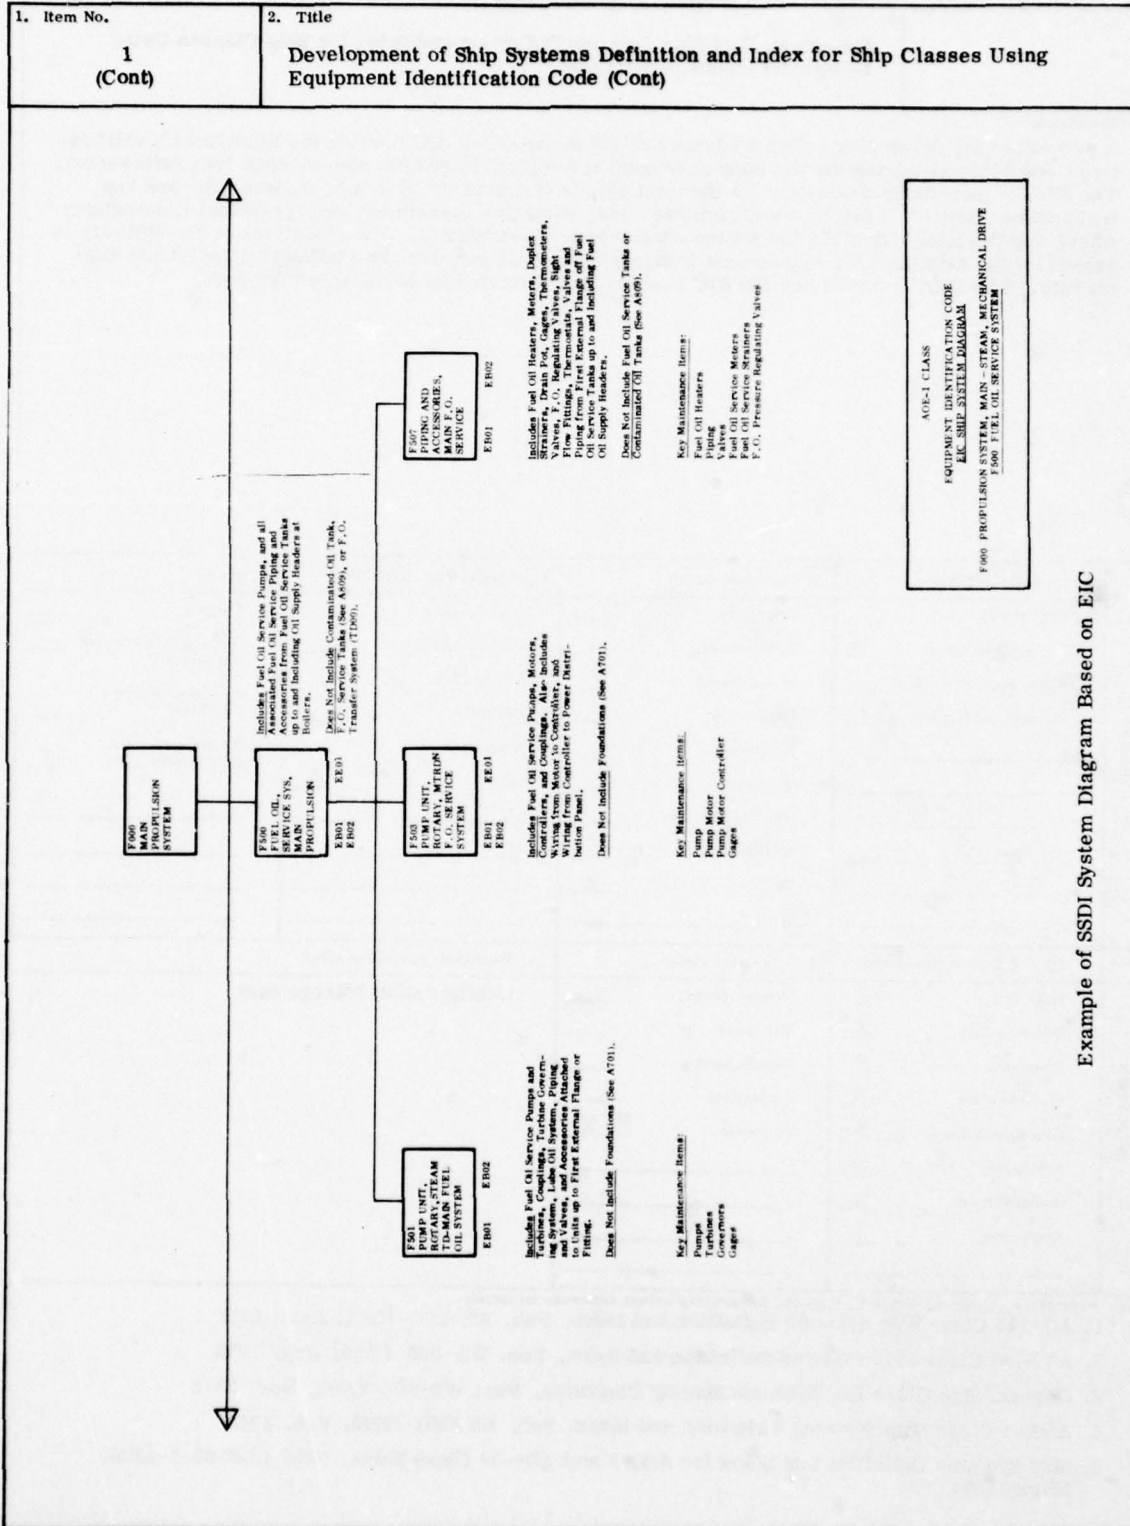 1. Item No.
1
(Cont)
2. Title
Development of Ship Systems Definition and Index for Ship Classes Using
Equipment Identification Code (Cont)
F000
MAIN
PROPULSION
SYSTEM
F500
FUEL OIL,
SERVICE SYS,
MAIN
PROPULSION
EB01 EE01
EB02
Includes Fuel Oil Service Pumps, and all
Associated Fuel Oil Service Piping and
Accessories from Fuel Oil Service Tanks
up to and Including Oil Supply Headers at
Boilers.
Does Not Include Contaminated Oil Tank,
F.O. Service Tanks (See A809), or F.O.
Transfer System (TD00).
F501
PUMP UNIT,
ROTARY, STEAM
TD-MAIN FUEL
OIL SYSTEM
EB01 EB02
Includes Fuel Oil Service Pumps and
Turbines, Couplings, Turbine Govern-
ing System, Lube Oil System, Piping
and Valves, and Accessories Attached
to Units up to First External Flange or
Fitting.
Does Not Include Foundations (See A701).
Key Maintenance Items:
Pumps
Turbines
Governors
Gages
F503
PUMP UNIT,
ROTARY, MTRDN
F.O. SERVICE
SYSTEM
EB01 EE01
EB02
Includes Fuel Oil Service Pumps, Motors,
Controllers, and Couplings. Also Includes
Wiring from Motor to Controller, and
Wiring from Controller to Power Distri-
bution Panel.
Does Not Include Foundations (See A701).
Key Maintenance Items:
Pump
Pump Motor
Pump Motor Controller
Gages
F507
PIPING AND
ACCESSORIES,
MAIN F.O.
SERVICE
EB01 EB02
Includes Fuel Oil Heaters, Meters, Duplex
Strainers, Drain Pot, Gages, Thermometers,
Valves, F.O. Regulating Valves, Sight
Flow Fittings, Thermostats, Valves and
Piping from First External Flange off Fuel
Oil Service Tanks up to and Including Fuel
Oil Supply Headers.
Does Not Include Fuel Oil Service Tanks or
Contaminated Oil Tanks (See A809).
Key Maintenance Items:
Fuel Oil Heaters
Piping
Valves
Fuel Oil Service Meters
Fuel Oil Service Strainers
F.O. Pressure Regulating Valves
AOE-1 CLASS
EQUIPMENT IDENTIFICATION CODE
EIC SHIP SYSTEM DIAGRAM
F000 PROPULSION SYSTEM, MAIN - STEAM, MECHANICAL DRIVE
F500 FUEL OIL SERVICE SYSTEM
Example of SSDI System Diagram Based on EIC